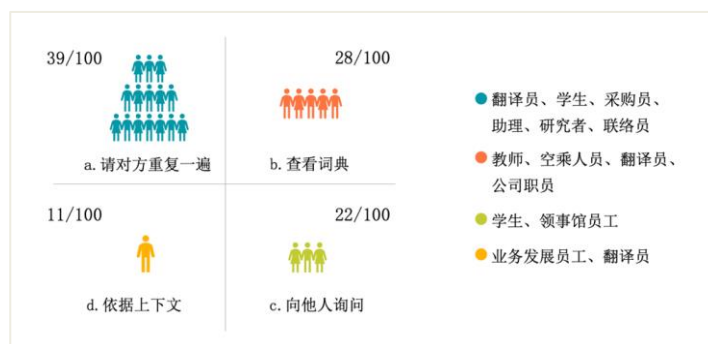 39/100
a.请对方重复一遍
28/100
b.查看词典
11/100
d.依据上下文
22/100
c.向他人询问
翻译员、学生、采购员、
助理、研究者、联络员
教师、空乘人员、翻译员、
公司职员
学生、领事馆员工
业务发展员工、翻译员